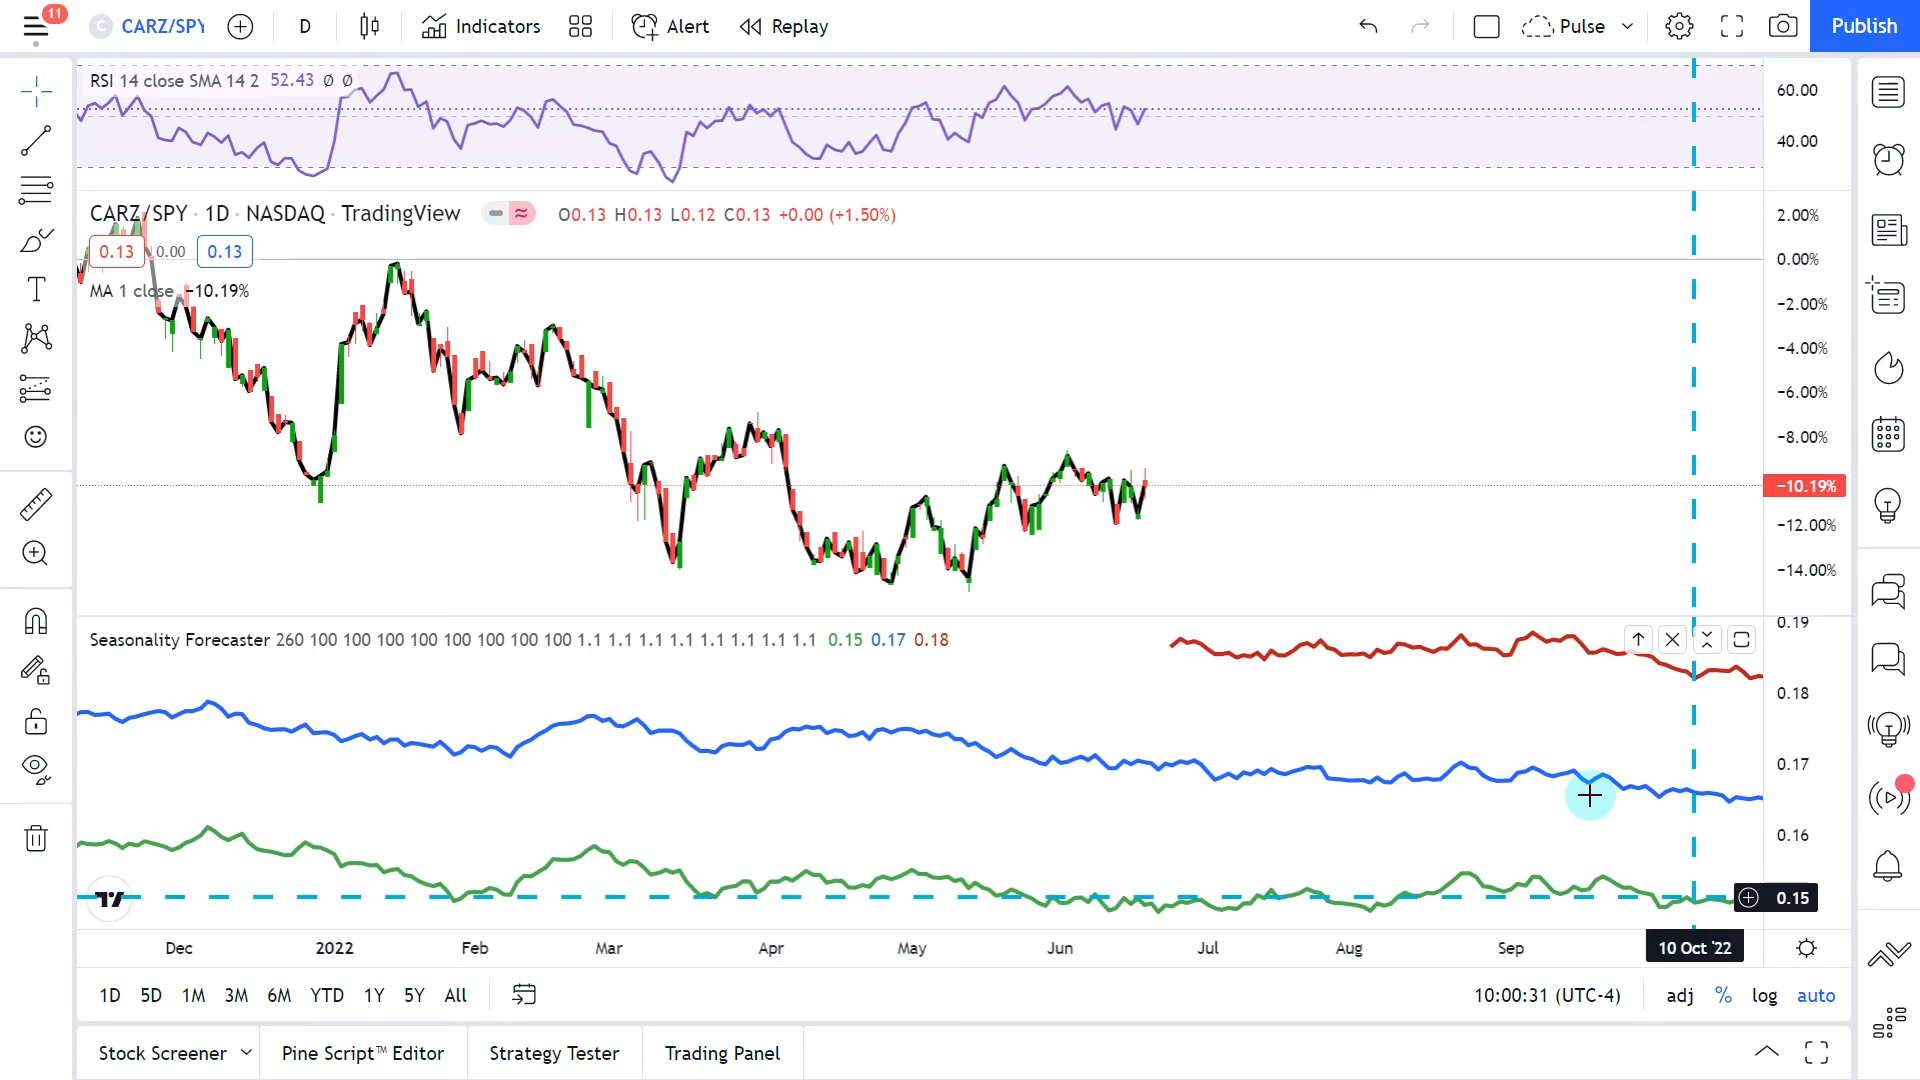 11
C CARZ/SPY D Indicators Alert Replay Pulse Publish
RSI 14 close SMA 14 2 52.43 Ø Ø
60.00
40.00
CARZ/SPY · 1D · NASDAQ · TradingView O0.13 H0.13 L0.12 C0.13 +0.00 (+1.50%)
0.13 0.00 0.13
MA 1 close −10.19%
2.00%
0.00%
−2.00%
−4.00%
−6.00%
−8.00%
−10.19%
−12.00%
−14.00%
Seasonality Forecaster 260 100 100 100 100 100 100 100 100 1.1 1.1 1.1 1.1 1.1 1.1 1.1 1.1 0.15 0.17 0.18
0.19
0.18
0.17
0.16
0.15
Dec 2022 Feb Mar Apr May Jun Jul Aug Sep 10 Oct '22
1D 5D 1M 3M 6M YTD 1Y 5Y All 10:00:31 (UTC-4) adj % log auto
Stock Screener Pine Script™ Editor Strategy Tester Trading Panel